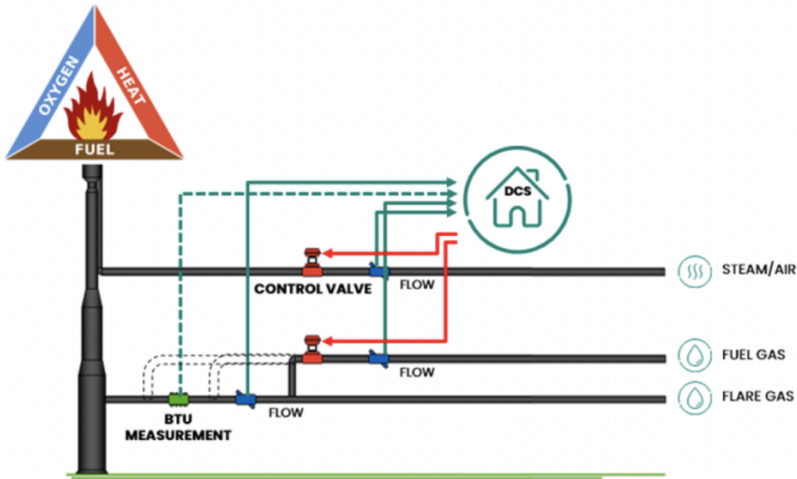 OXYGEN
HEAT
FUEL
DCS
STEAM/AIR
CONTROL VALVE
FLOW
FUEL GAS
FLOW
FLARE GAS
FLOW
BTU
MEASUREMENT